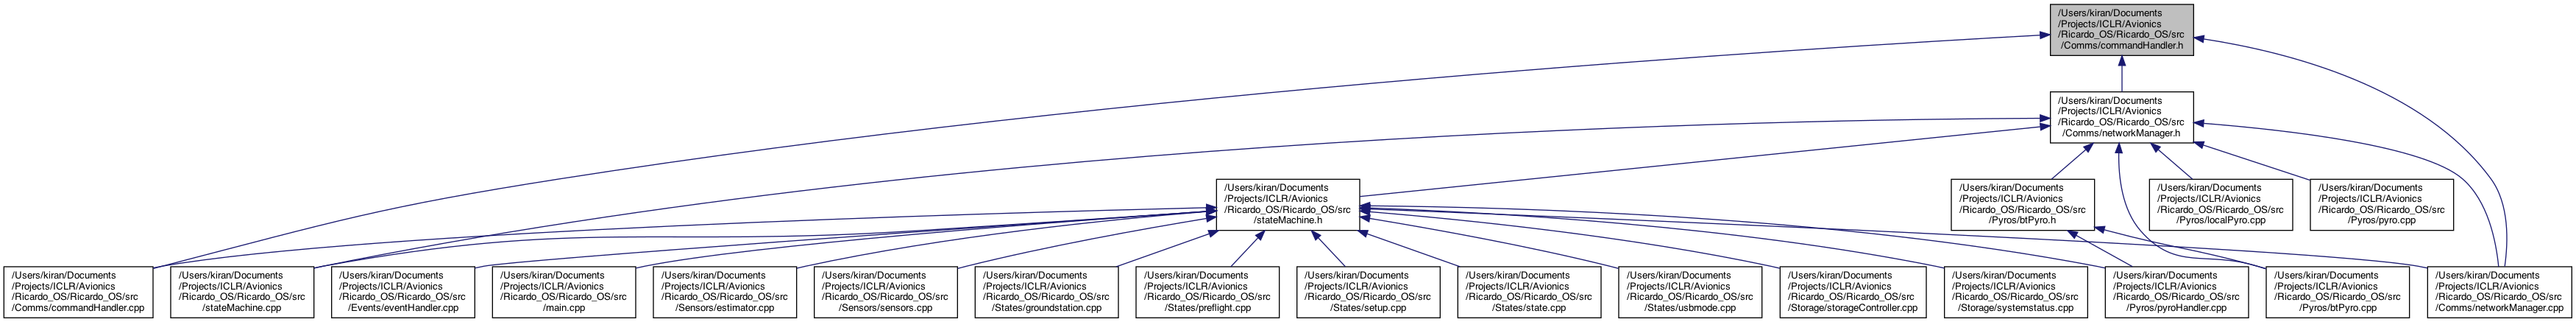 /Users/kiran/Documents
/Projects/ICLR/Avionics
/Ricardo_OS/Ricardo_OS/src
/Comms/commandHandler.h
/Users/kiran/Documents
/Projects/ICLR/Avionics
/Ricardo_OS/Ricardo_OS/src
/Comms/networkManager.h
/Users/kiran/Documents
/Projects/ICLR/Avionics
/Ricardo_OS/Ricardo_OS/src
/stateMachine.h
/Users/kiran/Documents
/Projects/ICLR/Avionics
/Ricardo_OS/Ricardo_OS/src
/Pyros/btPyro.h
/Users/kiran/Documents
/Projects/ICLR/Avionics
/Ricardo_OS/Ricardo_OS/src
/Pyros/localPyro.cpp
/Users/kiran/Documents
/Projects/ICLR/Avionics
/Ricardo_OS/Ricardo_OS/src
/Pyros/pyro.cpp
/Users/kiran/Documents
/Projects/ICLR/Avionics
/Ricardo_OS/Ricardo_OS/src
/Comms/commandHandler.cpp
/Users/kiran/Documents
/Projects/ICLR/Avionics
/Ricardo_OS/Ricardo_OS/src
/stateMachine.cpp
/Users/kiran/Documents
/Projects/ICLR/Avionics
/Ricardo_OS/Ricardo_OS/src
/Events/eventHandler.cpp
/Users/kiran/Documents
/Projects/ICLR/Avionics
/Ricardo_OS/Ricardo_OS/src
/main.cpp
/Users/kiran/Documents
/Projects/ICLR/Avionics
/Ricardo_OS/Ricardo_OS/src
/Sensors/estimator.cpp
/Users/kiran/Documents
/Projects/ICLR/Avionics
/Ricardo_OS/Ricardo_OS/src
/Sensors/sensors.cpp
/Users/kiran/Documents
/Projects/ICLR/Avionics
/Ricardo_OS/Ricardo_OS/src
/States/groundstation.cpp
/Users/kiran/Documents
/Projects/ICLR/Avionics
/Ricardo_OS/Ricardo_OS/src
/States/preflight.cpp
/Users/kiran/Documents
/Projects/ICLR/Avionics
/Ricardo_OS/Ricardo_OS/src
/States/setup.cpp
/Users/kiran/Documents
/Projects/ICLR/Avionics
/Ricardo_OS/Ricardo_OS/src
/States/state.cpp
/Users/kiran/Documents
/Projects/ICLR/Avionics
/Ricardo_OS/Ricardo_OS/src
/States/usbmode.cpp
/Users/kiran/Documents
/Projects/ICLR/Avionics
/Ricardo_OS/Ricardo_OS/src
/Storage/storageController.cpp
/Users/kiran/Documents
/Projects/ICLR/Avionics
/Ricardo_OS/Ricardo_OS/src
/Storage/systemstatus.cpp
/Users/kiran/Documents
/Projects/ICLR/Avionics
/Ricardo_OS/Ricardo_OS/src
/Pyros/pyroHandler.cpp
/Users/kiran/Documents
/Projects/ICLR/Avionics
/Ricardo_OS/Ricardo_OS/src
/Pyros/btPyro.cpp
/Users/kiran/Documents
/Projects/ICLR/Avionics
/Ricardo_OS/Ricardo_OS/src
/Comms/networkManager.cpp